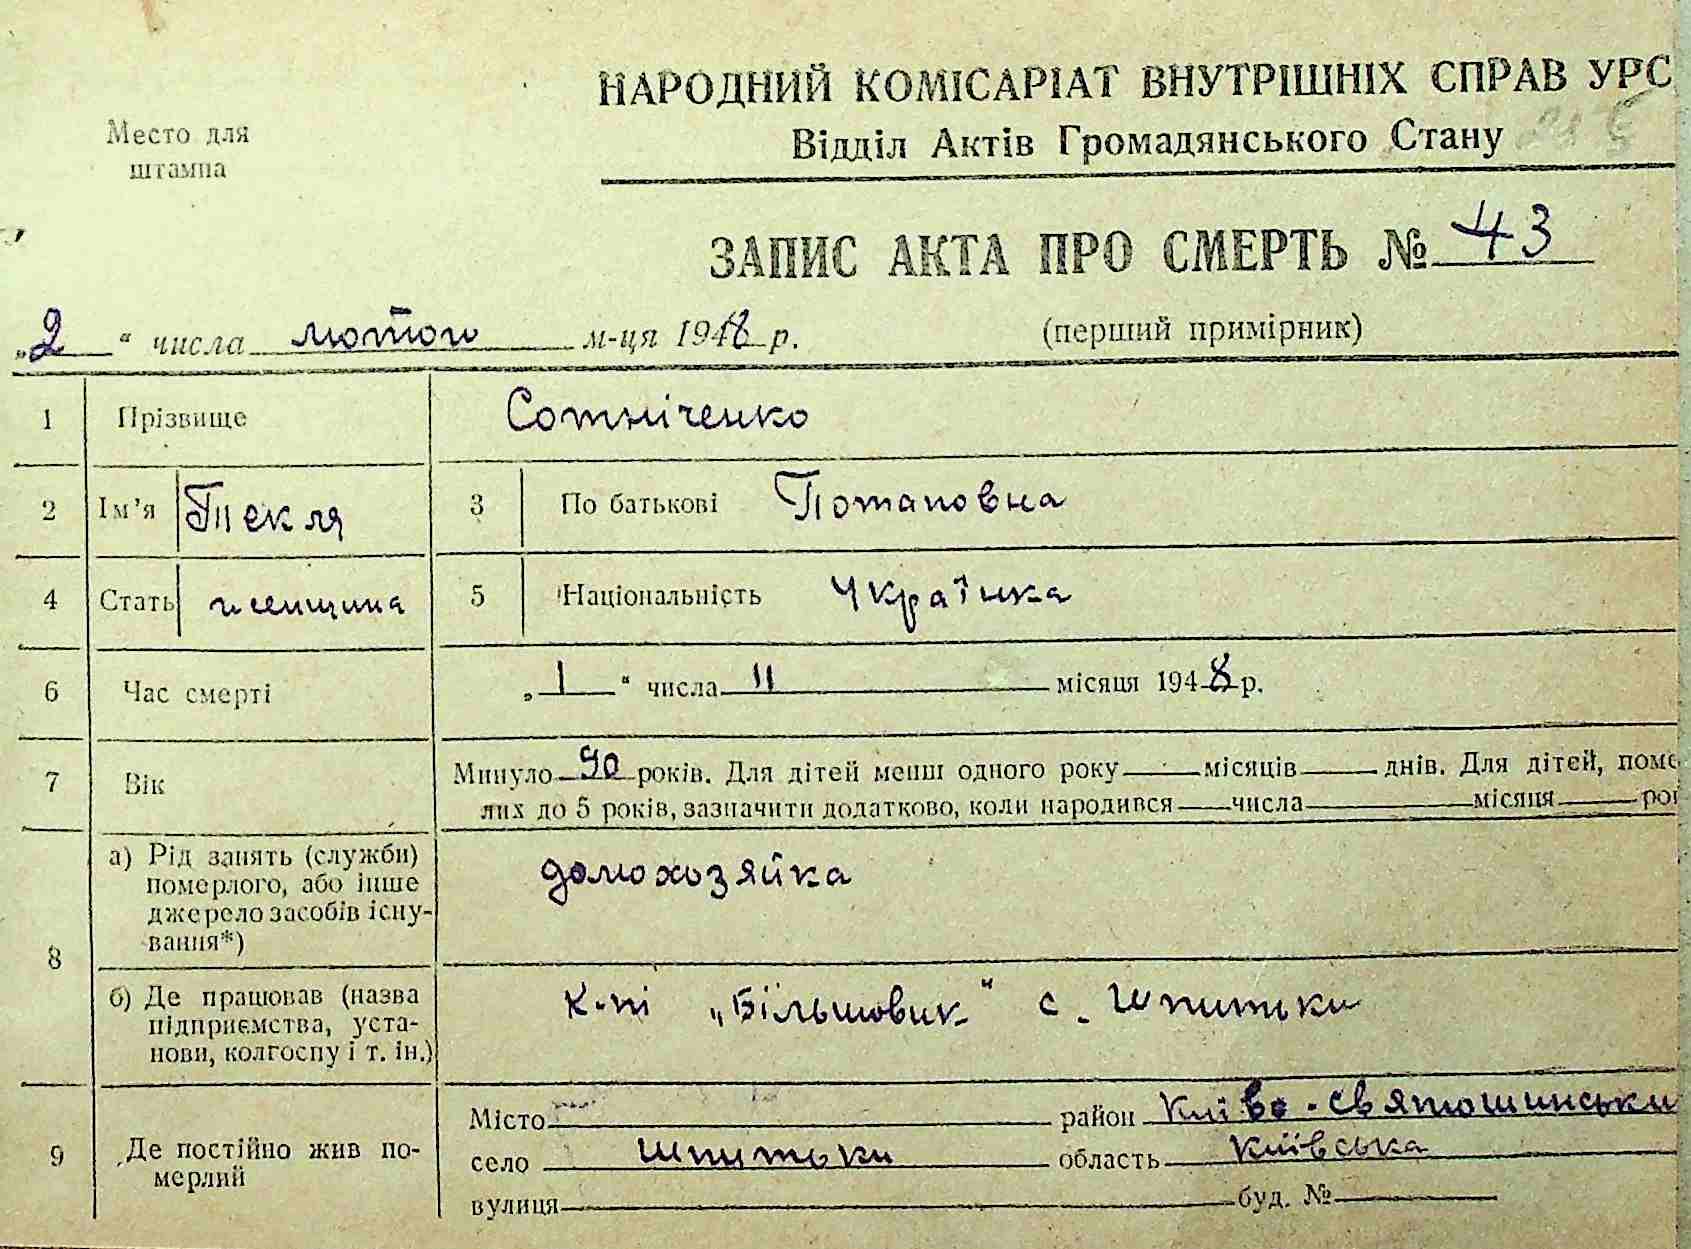 НАРОДНИЙ КОМІСАРІАТ ВНУТРІШНІХ СПРАВ УРС
Відділ Актів Громадянського Стану
Место для
штампа
ЗАПИС АКТА ПРО СМЕРТЬ № 43
„2“ числа лютого м-ця 1948 р. (перший примірник)
1 Прізвище Сотніченко
2 Ім’я Текля 3 По батькові Потаповна
4 Стать женщина 5 Національність Українка
6 Час смерті „1“ числа II місяця 1948 р.
7 Вік Минуло 90 років. Для дітей менш одного року — місяців — днів. Для дітей, поме
лих до 5 років, зазначити додатково, коли народився — числа — місяця — рок
8 а) Рід занять (служби)
померлого, або інше
джерело засобів існу-
вання*)
домохозяйка
б) Де працював (назва
підприємства, уста-
нови, колгоспу і т. ін.)
к-пі „Більшовик“ с. Шпитьки
9 Де постійно жив по-
мерлий
Місто район Києво-Святошинськи
село Шпитьки область Київська
вулиця буд. №